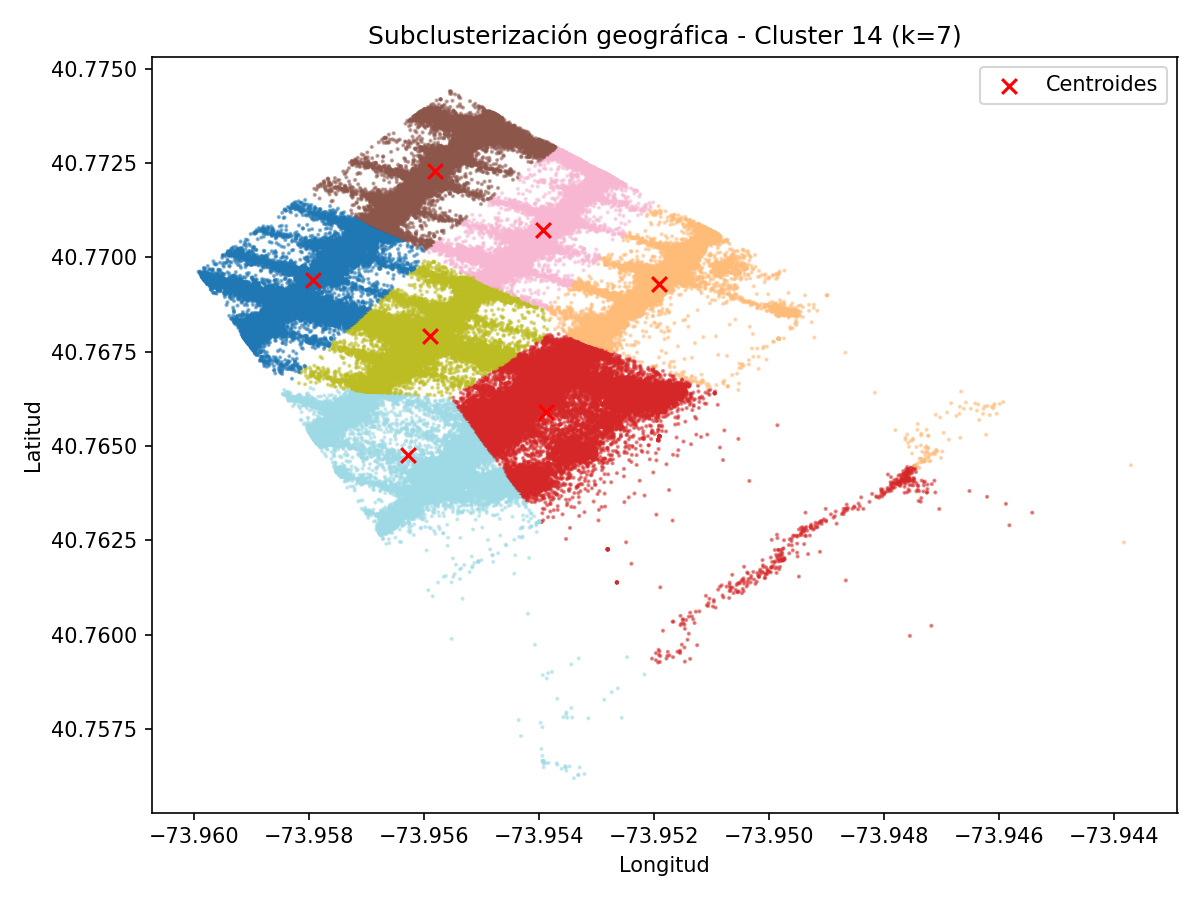 Subclusterización geográfica - Cluster 14 (k=7)
Centroides
Latitud
40.7750
40.7725
40.7700
40.7675
40.7650
40.7625
40.7600
40.7575
−73.960 −73.958 −73.956 −73.954 −73.952 −73.950 −73.948 −73.946 −73.944
Longitud